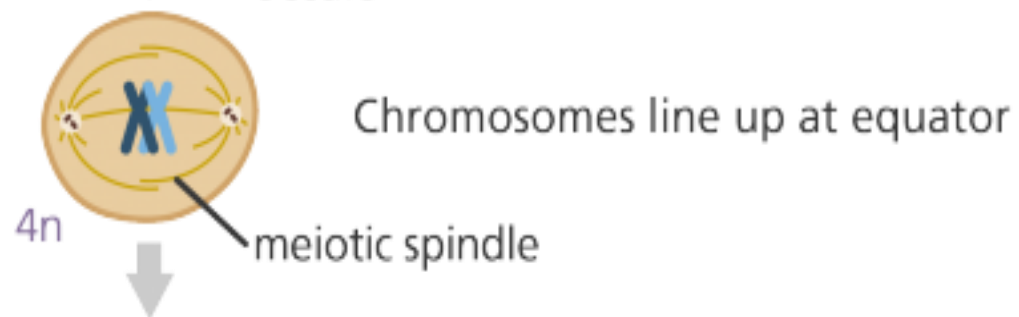 Chromosomes line up at equator
4n
meiotic spindle